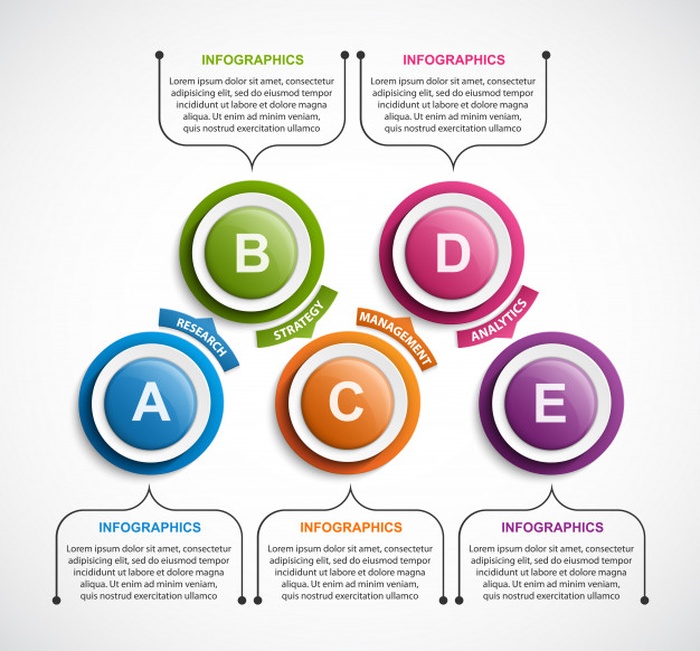 INFOGRAPHICS
Lorem ipsum dolor sit amet, consectetur
adipisicing elit, sed do eiusmod tempor
incididunt ut labore et dolore magna
aliqua. Ut enim ad minim veniam,
quis nostrud exercitation ullamco
INFOGRAPHICS
Lorem ipsum dolor sit amet, consectetur
adipisicing elit, sed do eiusmod tempor
incididunt ut labore et dolore magna
aliqua. Ut enim ad minim veniam,
quis nostrud exercitation ullamco
B
D
RESEARCH
STRATEGY
MANAGEMENT
ANALYTICS
A
C
E
INFOGRAPHICS
Lorem ipsum dolor sit amet, consectetur
adipisicing elit, sed do eiusmod tempor
incididunt ut labore et dolore magna
aliqua. Ut enim ad minim veniam,
quis nostrud exercitation ullamco
INFOGRAPHICS
Lorem ipsum dolor sit amet, consectetur
adipisicing elit, sed do eiusmod tempor
incididunt ut labore et dolore magna
aliqua. Ut enim ad minim veniam,
quis nostrud exercitation ullamco
INFOGRAPHICS
Lorem ipsum dolor sit amet, consectetur
adipisicing elit, sed do eiusmod tempor
incididunt ut labore et dolore magna
aliqua. Ut enim ad minim veniam,
quis nostrud exercitation ullamco